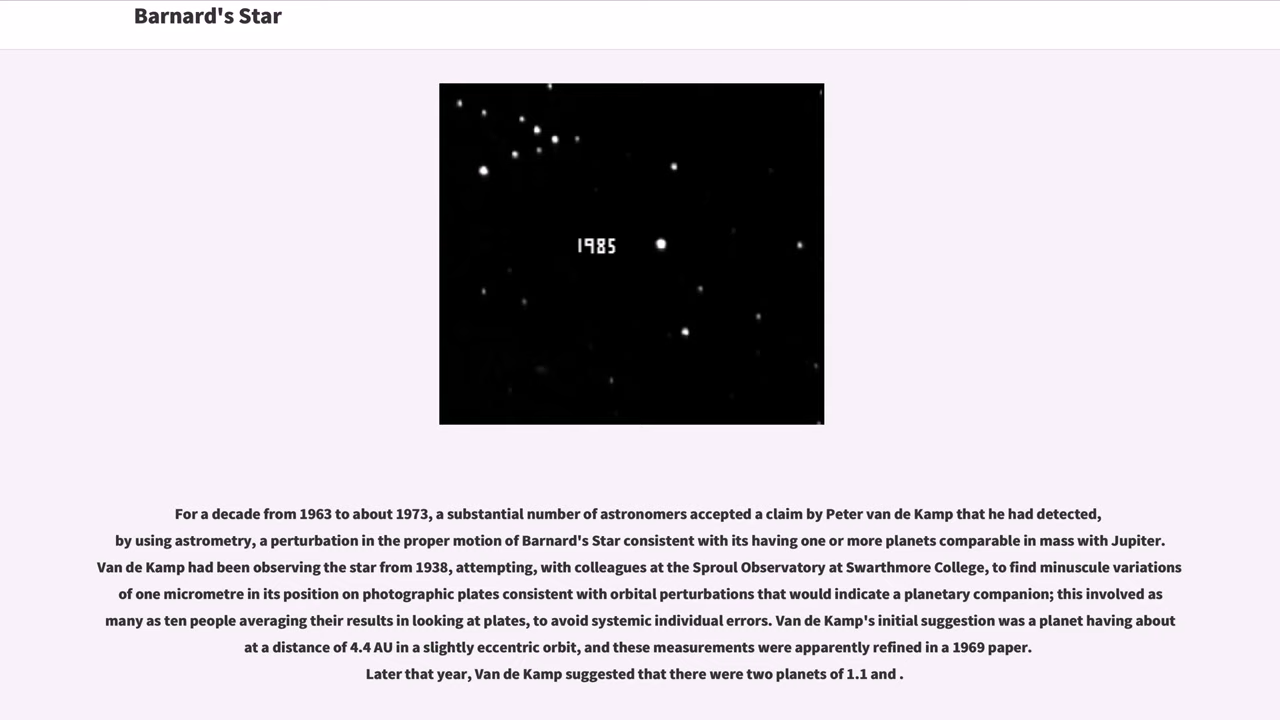 Barnard's Star
1985
For a decade from 1963 to about 1973, a substantial number of astronomers accepted a claim by Peter van de Kamp that he had detected,
by using astrometry, a perturbation in the proper motion of Barnard's Star consistent with its having one or more planets comparable in mass with Jupiter.
Van de Kamp had been observing the star from 1938, attempting, with colleagues at the Sproul Observatory at Swarthmore College, to find minuscule variations
of one micrometre in its position on photographic plates consistent with orbital perturbations that would indicate a planetary companion; this involved as
many as ten people averaging their results in looking at plates, to avoid systemic individual errors. Van de Kamp's initial suggestion was a planet having about
at a distance of 4.4 AU in a slightly eccentric orbit, and these measurements were apparently refined in a 1969 paper.
Later that year, Van de Kamp suggested that there were two planets of 1.1 and .